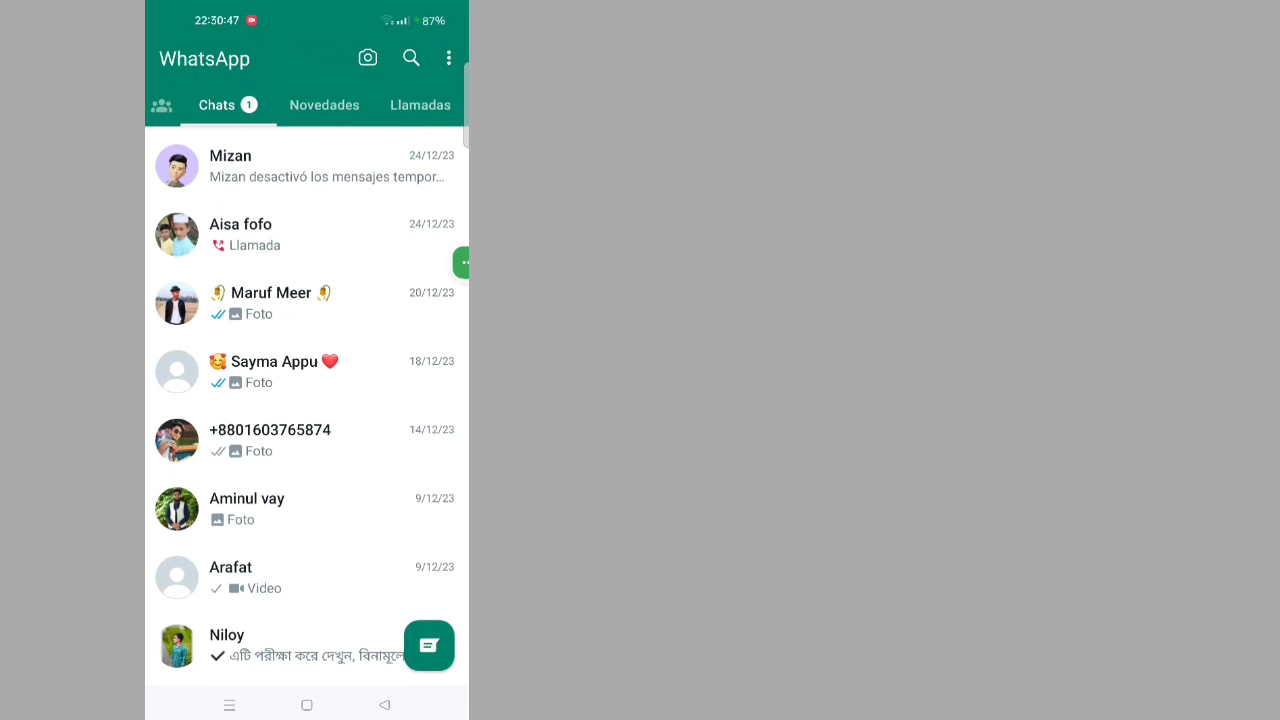 22:30:47
87%
WhatsApp
Chats 1
Novedades
Llamadas
Mizan
24/12/23
Mizan desactivó los mensajes tempor...
Aisa fofo
24/12/23
Llamada
Maruf Meer
20/12/23
Foto
🥰 Sayma Appu ❤️
18/12/23
Foto
+8801603765874
14/12/23
Foto
Aminul vay
9/12/23
Foto
Arafat
9/12/23
Video
Niloy
এটি পরীক্ষা করে দেখুন,